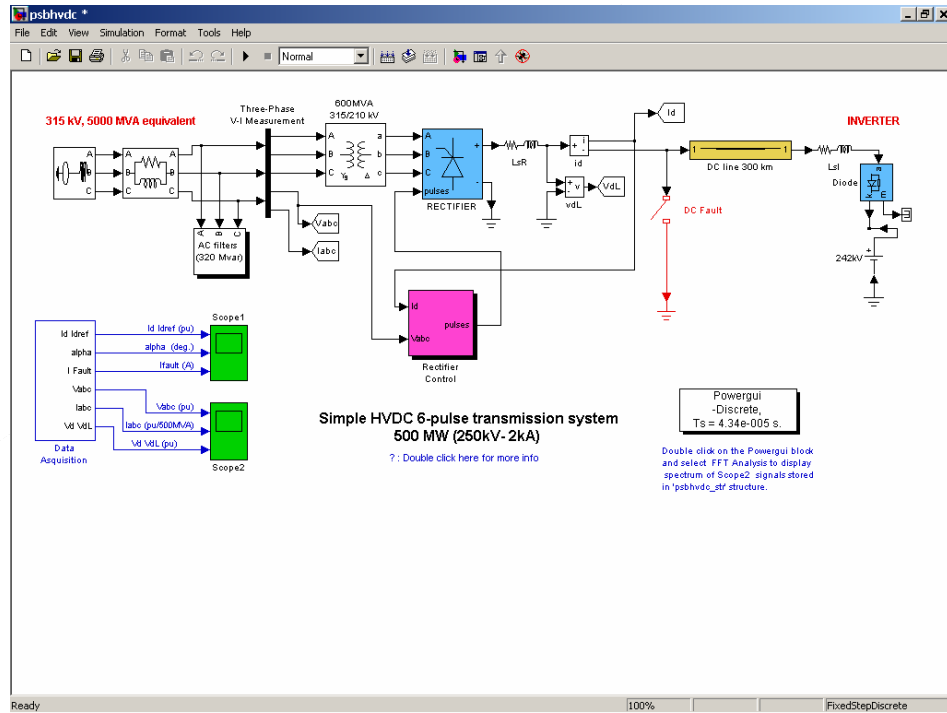 psbhvdc *
File Edit View Simulation Format Tools Help
Normal
315 kV, 5000 MVA equivalent
Three-Phase
V-I Measurement
600MVA
315/210 kV
Id
INVERTER
A
B
C
A
B
C
A
B
C
A
B
C
a
b
c
Yg
Δ
A
B
C
pulses
+
-
RECTIFIER
LsR
+
i
-
id
+
v
-
vdL
VdL
1
1
DC line 300 km
LsI
Diode
k
m
DC Fault
242kV
+
Vabc
Iabc
A
B
C
AC filters
(320 Mvar)
Id
Vabc
pulses
Rectifier
Control
Id Idref
alpha
I Fault
Vabc
Iabc
Vd VdL
Data
Acquisition
Id Idref (pu)
alpha (deg.)
Ifault (A)
Vabc (pu)
Iabc (pu/500MVA)
Vd VdL (pu)
Scope1
Scope2
Simple HVDC 6-pulse transmission system
500 MW (250kV- 2kA)
? : Double click here for more info
Powergui
-Discrete,
Ts = 4.34e-005 s.
Double click on the Powergui block
and select FFT Analysis to display
spectrum of Scope2 signals stored
in 'psbhvdc_str' structure.
Ready
100%
FixedStepDiscrete